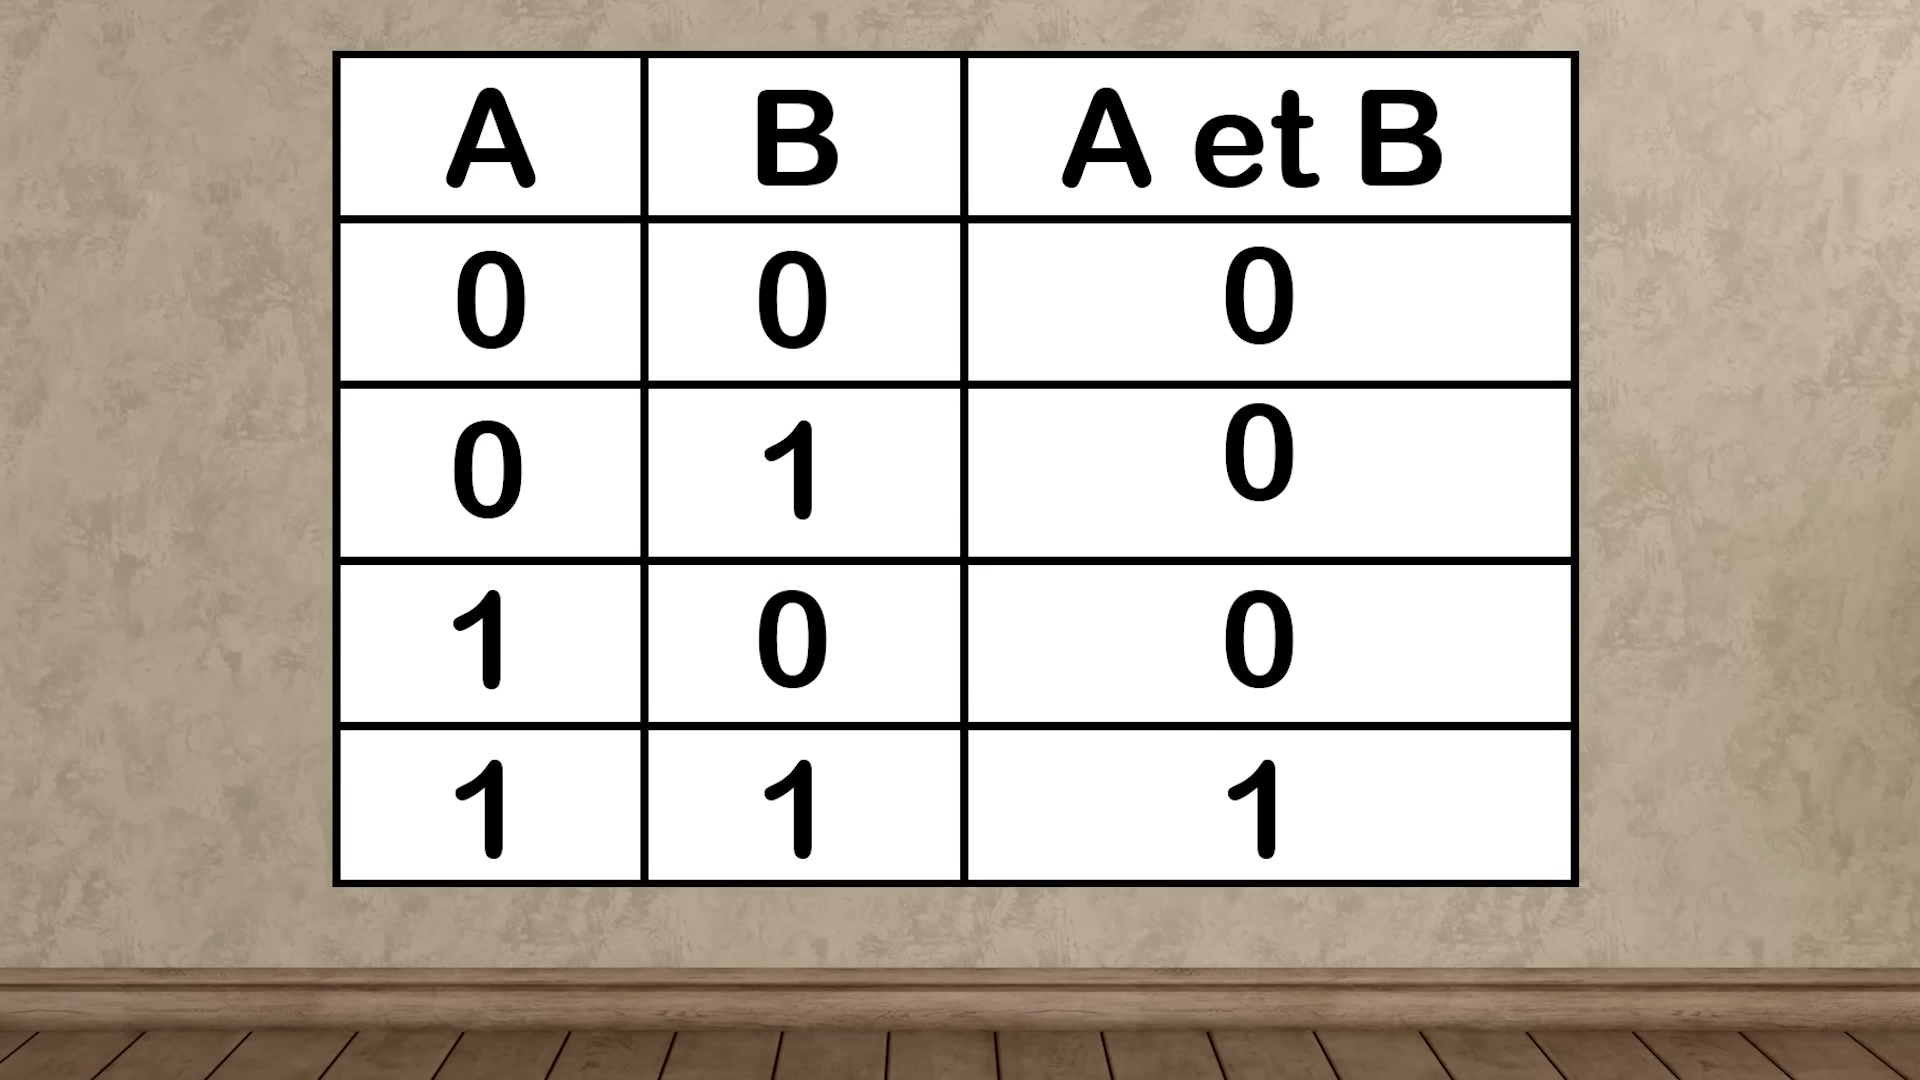 A B A et B
0 0 0
0 1 0
1 0 0
1 1 1